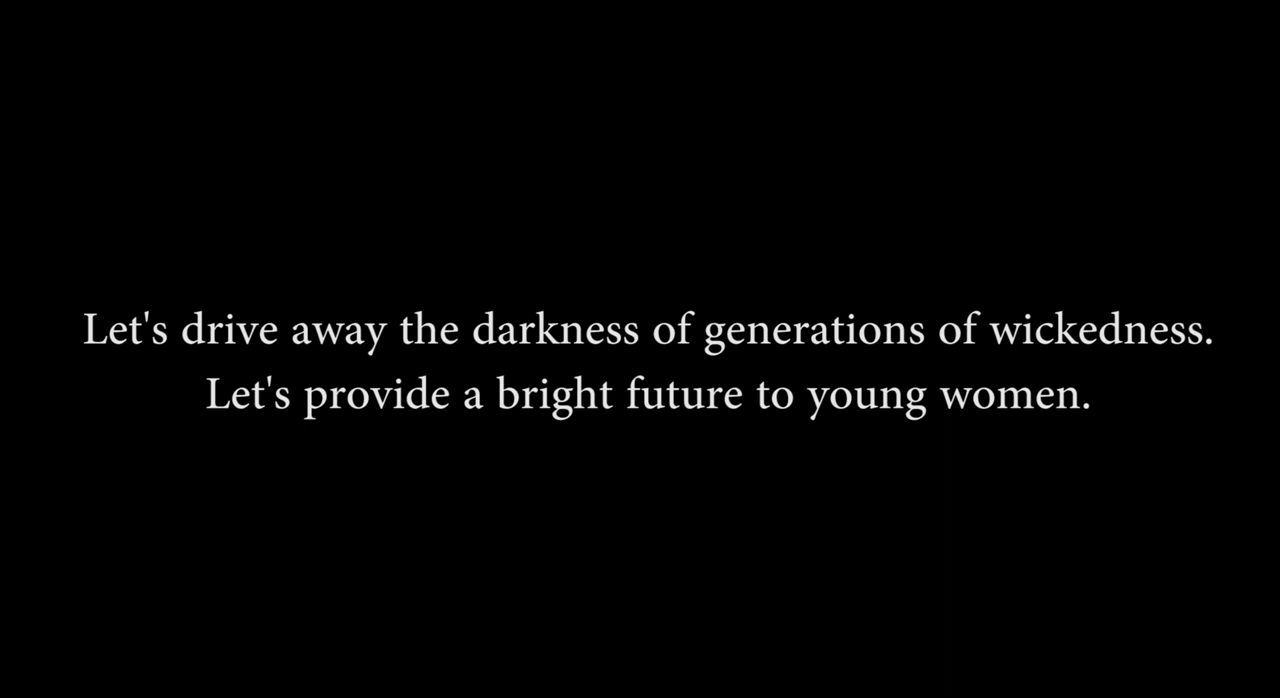 Let's drive away the darkness of generations of wickedness.
Let's provide a bright future to young women.